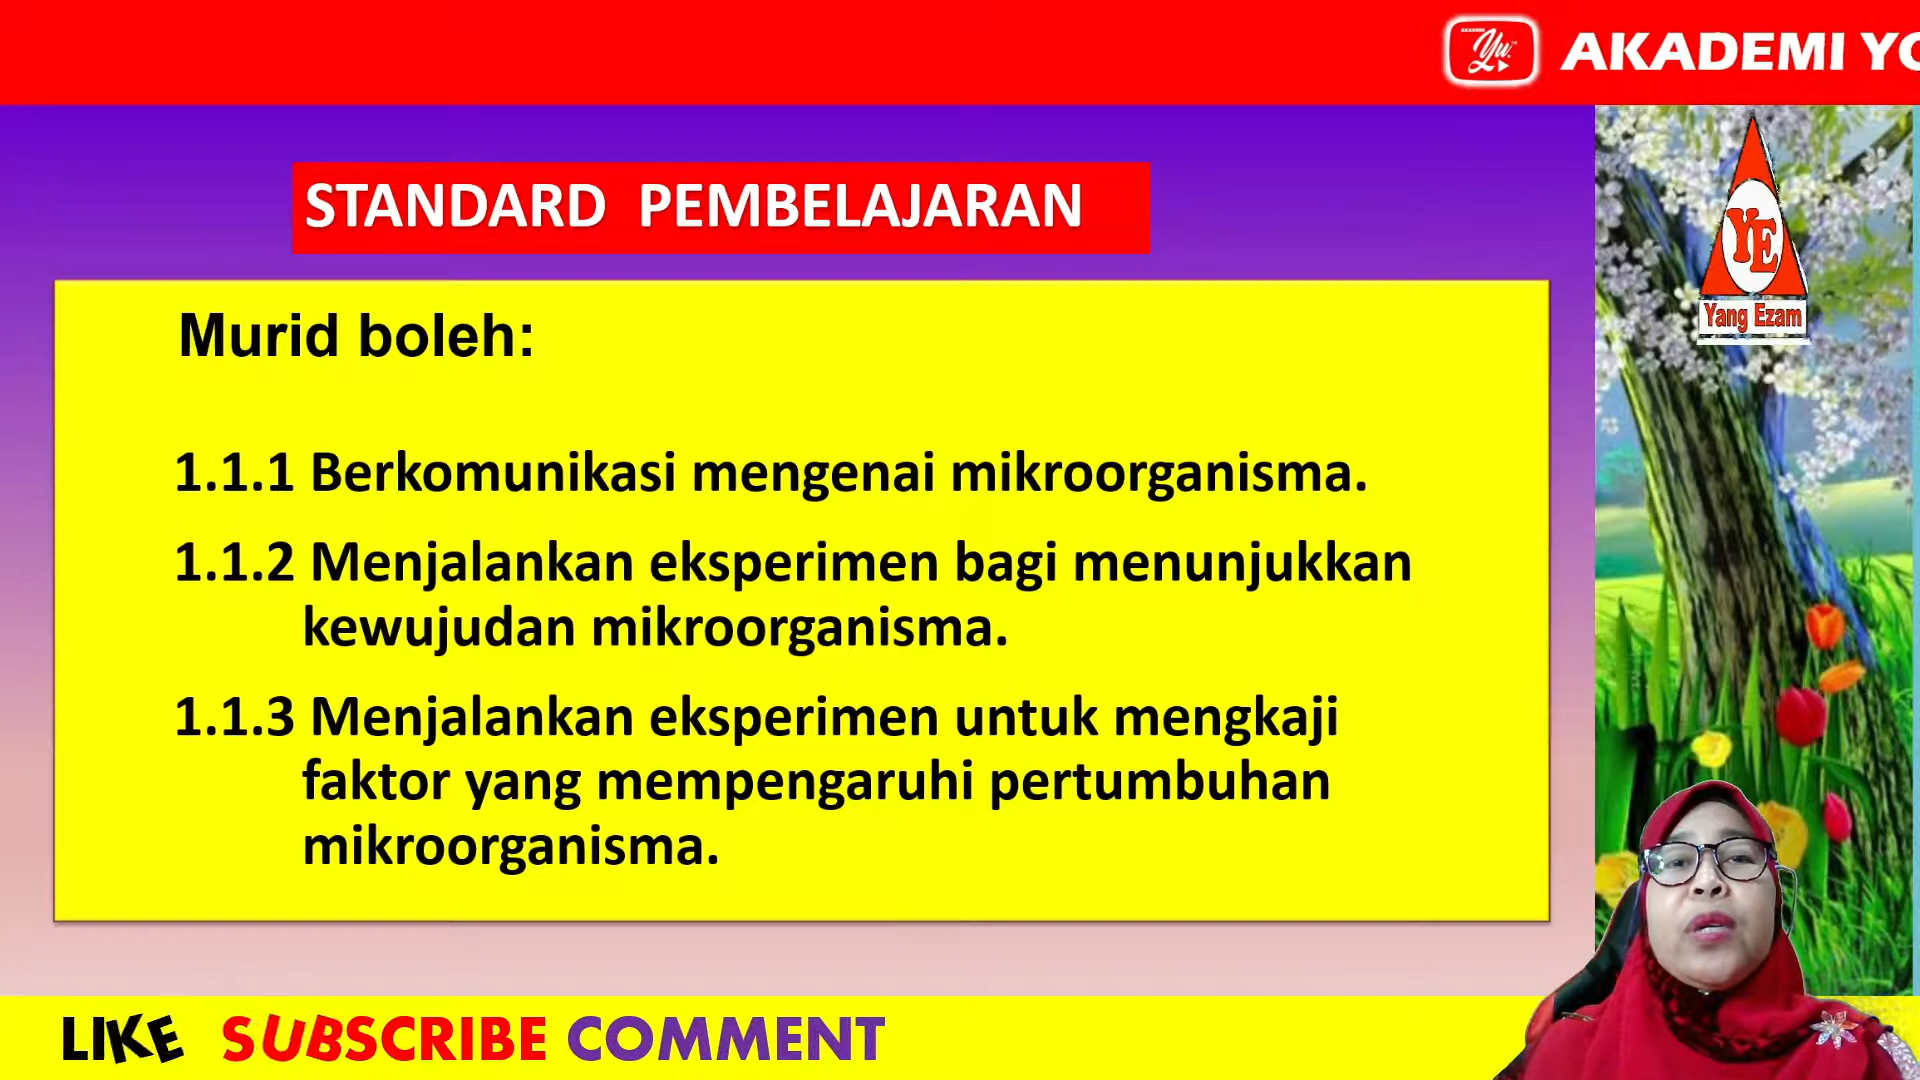 AKADEMI YO
STANDARD PEMBELAJARAN
YE
Yang Ezam
Murid boleh:
1.1.1 Berkomunikasi mengenai mikroorganisma.
1.1.2 Menjalankan eksperimen bagi menunjukkan
kewujudan mikroorganisma.
1.1.3 Menjalankan eksperimen untuk mengkaji
faktor yang mempengaruhi pertumbuhan
mikroorganisma.
LIKE SUBSCRIBE COMMENT